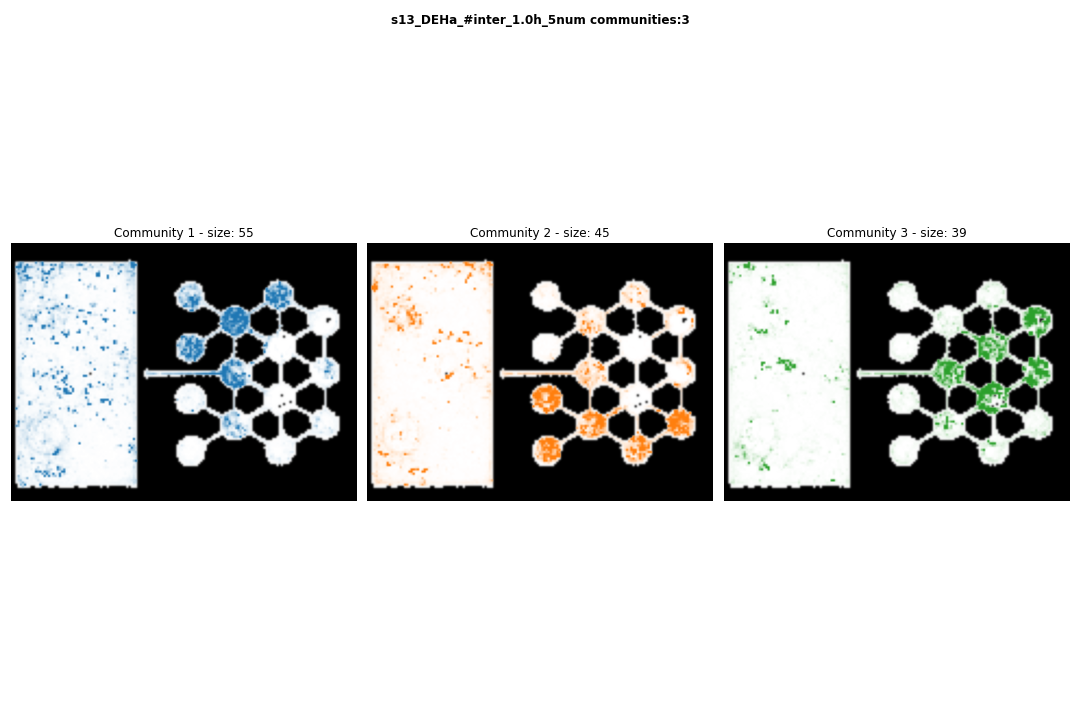 s13_DEHa_#inter_1.0h_5num communities:3
Community 1 - size: 55
Community 2 - size: 45
Community 3 - size: 39